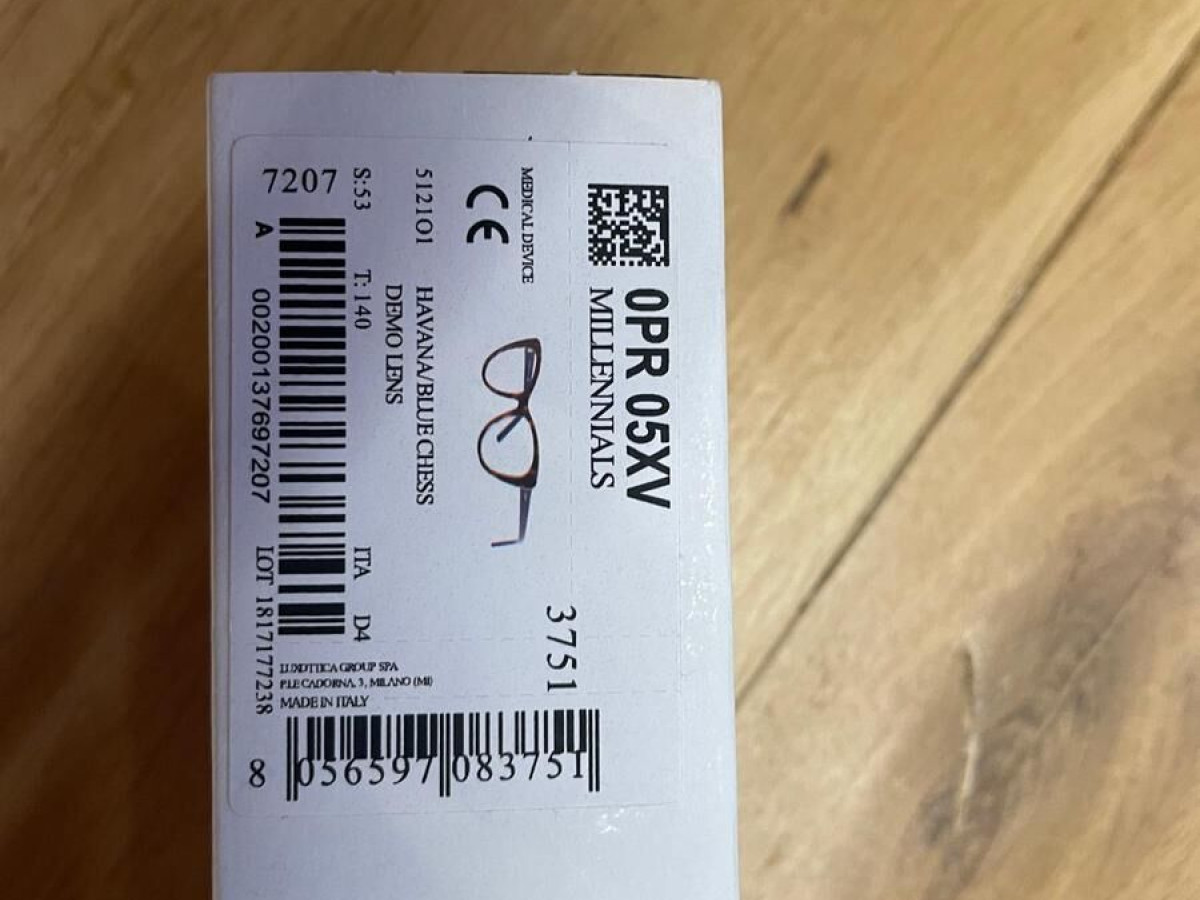 0PR 05XV
MILLENNIALS
3751
MEDICAL DEVICE
CE
5121O1 HAVANA/BLUE CHESS
DEMO LENS
S:53 T: 140 ITA D4
7207
A 00200137697207 LOT 1817177238
LUXOTTICA GROUP SPA
P.LE CADORNA, 3, MILANO (MI)
MADE IN ITALY
8 056597 083751